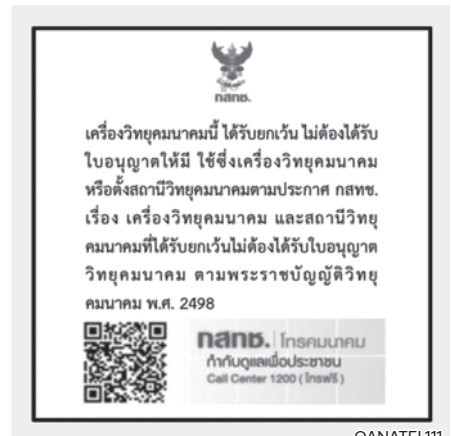 กสทช.
เครื่องวิทยุคมนาคมนี้ ได้รับยกเว้น ไม่ต้องได้รับ
ใบอนุญาตให้มี ใช้ซึ่งเครื่องวิทยุคมนาคม
หรือตั้งสถานีวิทยุคมนาคมตามประกาศ กสทช.
เรื่อง เครื่องวิทยุคมนาคม และสถานีวิทยุ
คมนาคมที่ได้รับยกเว้นไม่ต้องได้รับใบอนุญาต
วิทยุคมนาคม ตามพระราชบัญญัติวิทยุ
คมนาคม พ.ศ. 2498
กสทช. โทรคมนาคม
กำกับดูแลเพื่อประชาชน
Call Center 1200 ( โทรฟรี )
OANATEL111